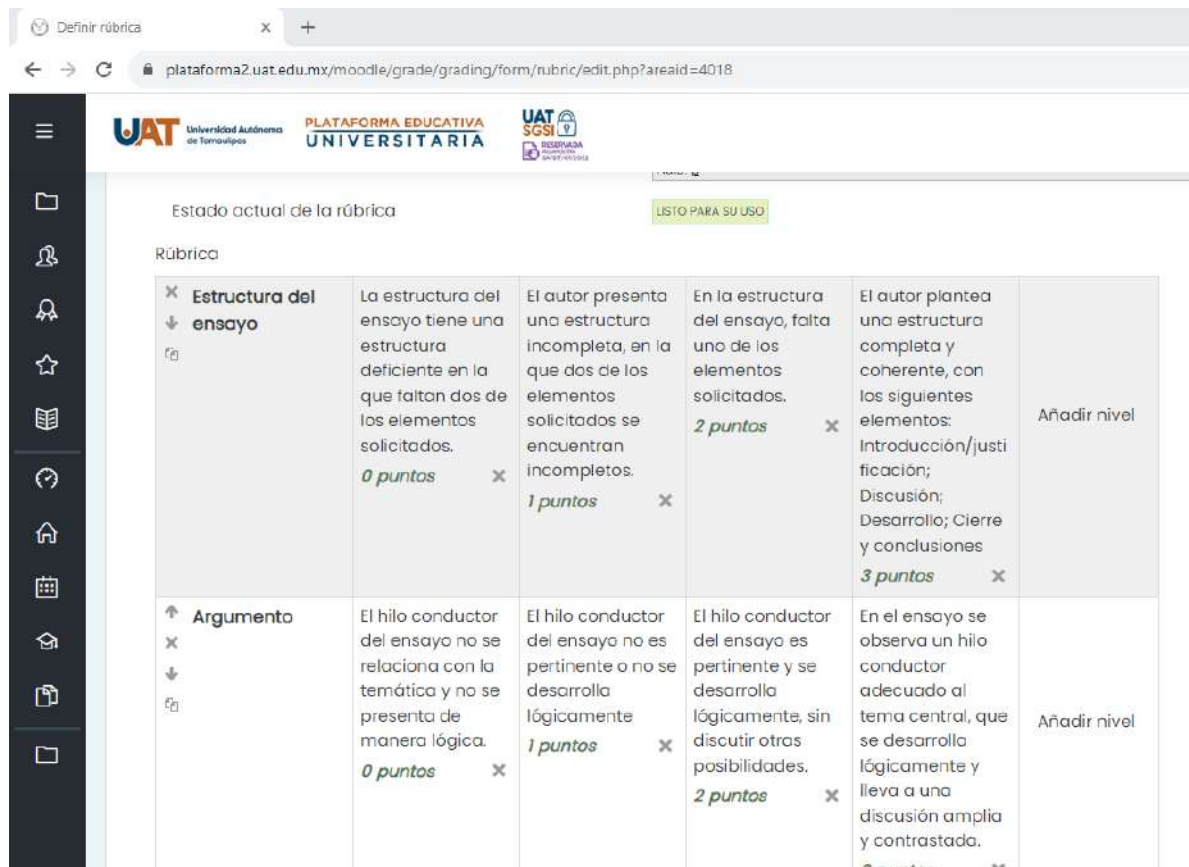 Definir rúbrica
plataforma2.uat.edu.mx/moodle/grade/grading/form/rubric/edit.php?areaid=4018
UAT
Universidad Autónoma
de Tamaulipas
PLATAFORMA EDUCATIVA
UNIVERSITARIA
UAT
SGSI
RESERVADA
Estado actual de la rúbrica
LISTO PARA SU USO
Rúbrica
Estructura del
ensayo
La estructura del
ensayo tiene una
estructura
deficiente en la
que faltan dos de
los elementos
solicitados.
0 puntos
El autor presenta
una estructura
incompleta, en la
que dos de los
elementos
solicitados se
encuentran
incompletos.
1 puntos
En la estructura
del ensayo, falta
uno de los
elementos
solicitados.
2 puntos
El autor plantea
una estructura
completa y
coherente, con
los siguientes
elementos:
Introducción/justi
ficación;
Discusión;
Desarrollo; Cierre
y conclusiones
3 puntos
Añadir nivel
Argumento
El hilo conductor
del ensayo no se
relaciona con la
temática y no se
presenta de
manera lógica.
0 puntos
El hilo conductor
del ensayo no es
pertinente o no se
desarrolla
lógicamente
1 puntos
El hilo conductor
del ensayo es
pertinente y se
desarrolla
lógicamente, sin
discutir otras
posibilidades.
2 puntos
En el ensayo se
observa un hilo
conductor
adecuado al
tema central, que
se desarrolla
lógicamente y
lleva a una
discusión amplia
y contrastada.
Añadir nivel